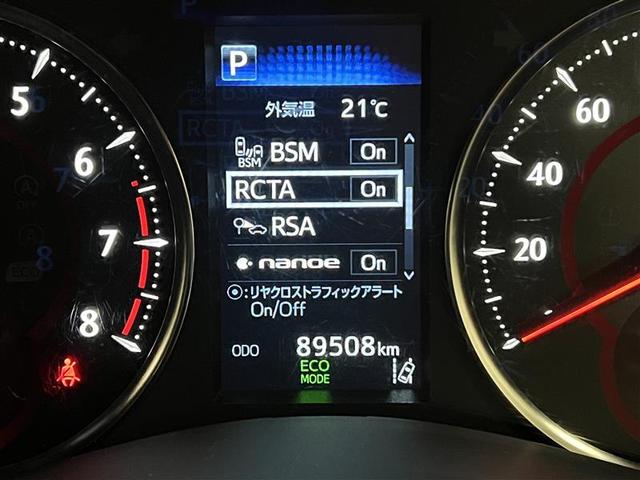 P
外気温 21℃
BSM BSM On
RCTA On
RSA
nanoe On
⦿:リヤクロストラフィックアラート
On/Off
ODO 89508km
ECO
MODE
5
6
7
8
60
40
20